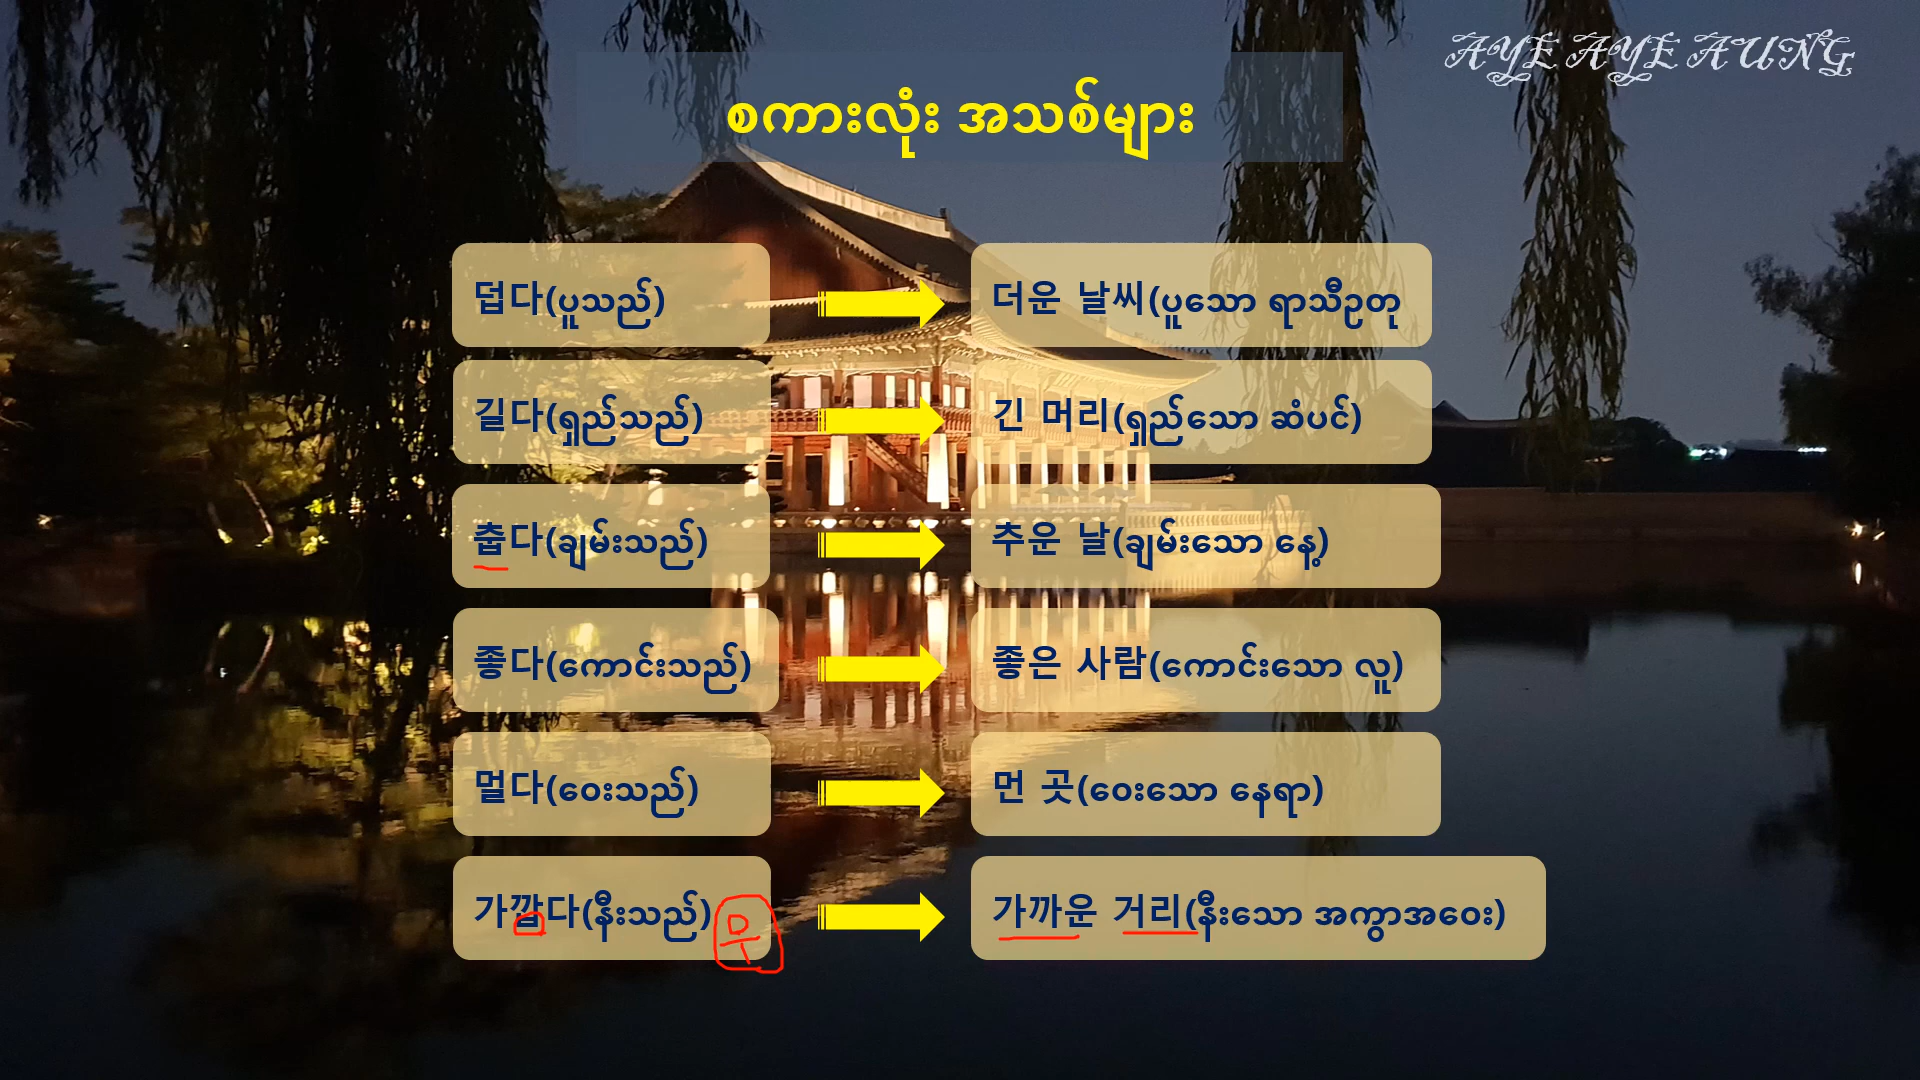 AYE AYE AUNG
စကားလုံး အသစ်များ
덥다(ပူသည်)
더운 날씨(ပူသော ရာသီဥတု
길다(ရှည်သည်)
긴 머리(ရှည်သော ဆံပင်)
춥다(ချမ်းသည်)
추운 날(ချမ်းသော နေ့)
좋다(ကောင်းသည်)
좋은 사람(ကောင်းသော လူ)
멀다(ဝေးသည်)
먼 곳(ဝေးသော နေရာ)
가깝다(နီးသည်)
우
가까운 거리(နီးသော အကွာအဝေး)